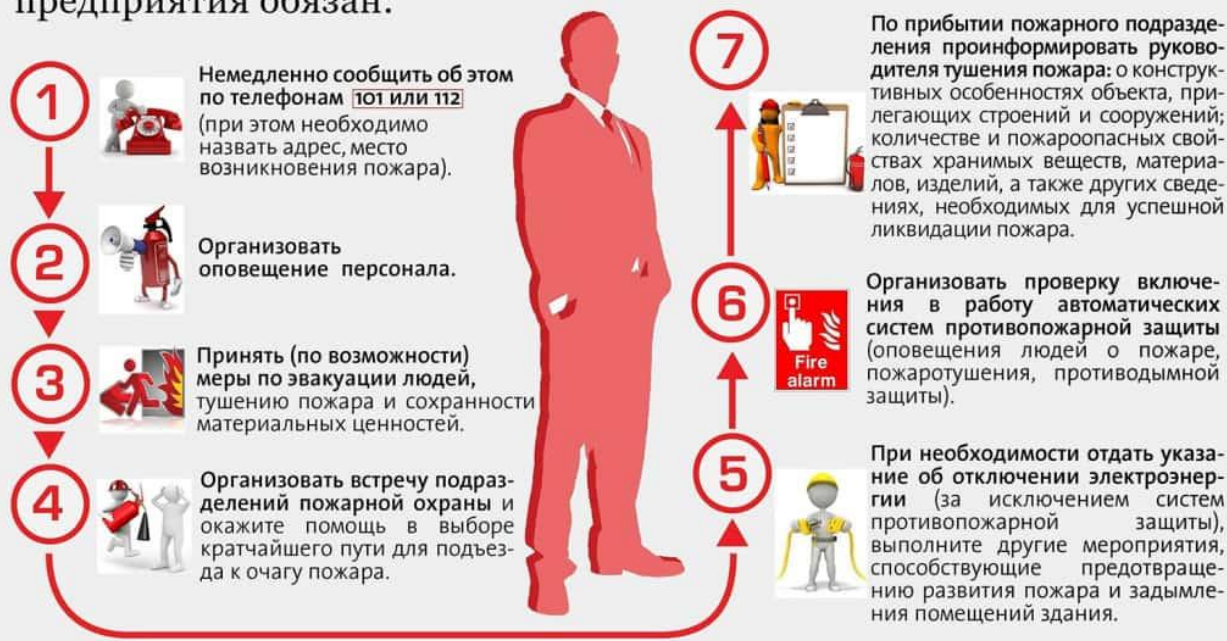 предприятия обязан:
1
Немедленно сообщить об этом
по телефонам 101 или 112
(при этом необходимо
назвать адрес, место
возникновения пожара).
2
Организовать
оповещение персонала.
3
Принять (по возможности)
меры по эвакуации людей,
тушению пожара и сохранности
материальных ценностей.
4
Организовать встречу подраз-
делений пожарной охраны и
окажите помощь в выборе
кратчайшего пути для подъез-
да к очагу пожара.
5
При необходимости отдать указа-
ние об отключении электроэнер-
гии (за исключением систем
противопожарной защиты),
выполните другие мероприятия,
способствующие предотвраще-
нию развития пожара и задымле-
ния помещений здания.
6
Fire
alarm
Организовать проверку включе-
ния в работу автоматических
систем противопожарной защиты
(оповещения людей о пожаре,
пожаротушения, противодымной
защиты).
7
По прибытии пожарного подразде-
ления проинформировать руково-
дителя тушения пожара: о конструк-
тивных особенностях объекта, при-
легающих строений и сооружений;
количестве и пожароопасных свой-
ствах хранимых веществ, материа-
лов, изделий, а также других сведе-
ниях, необходимых для успешной
ликвидации пожара.